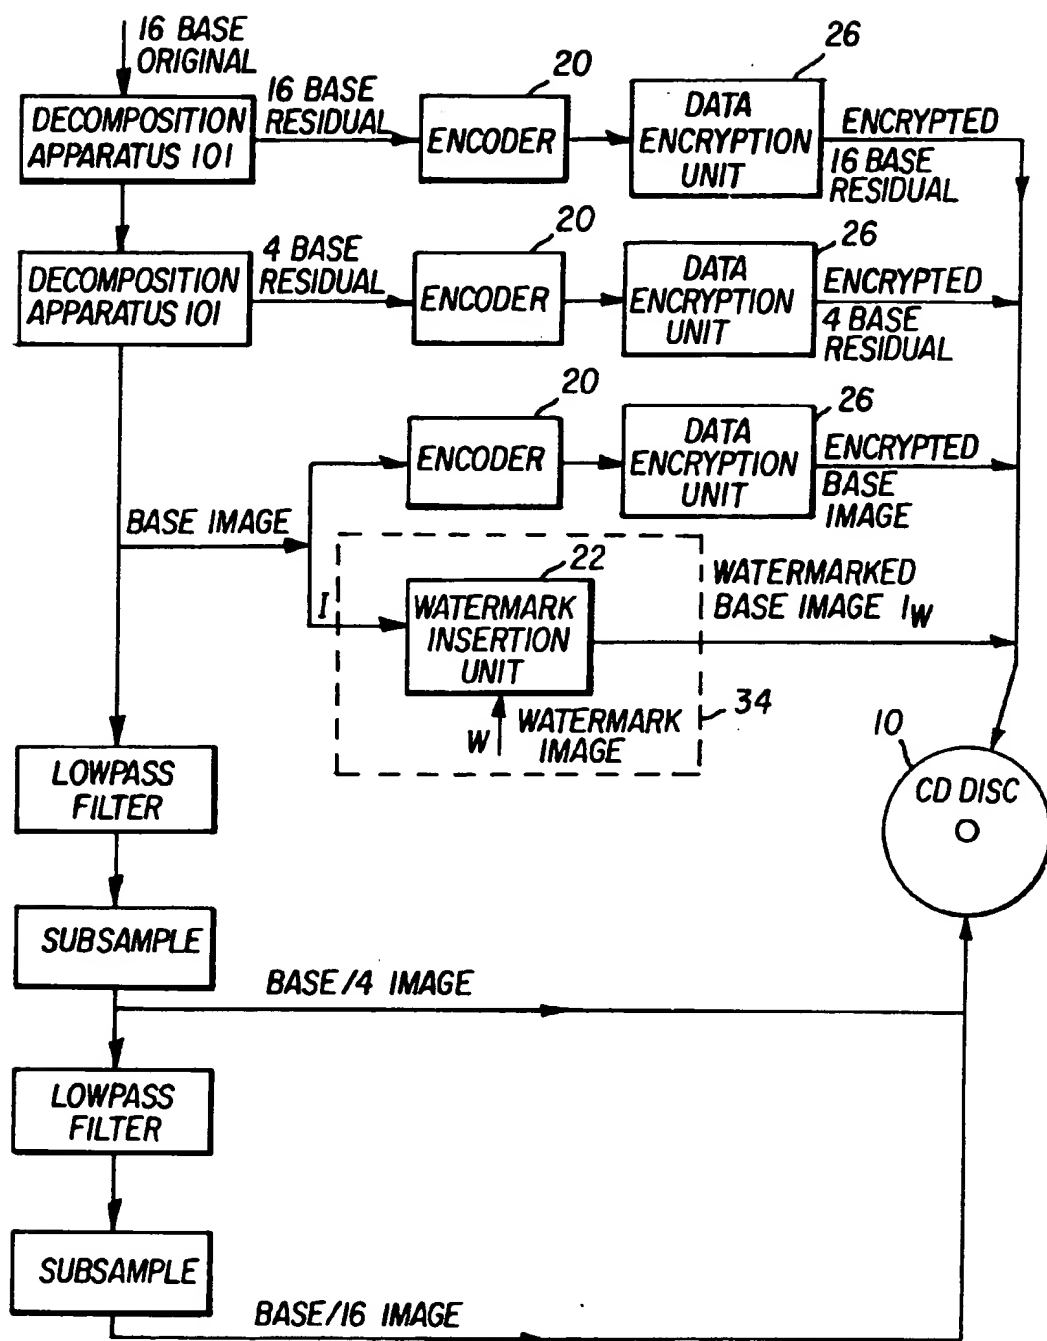 16 BASE
ORIGINAL
DECOMPOSITION
APPARATUS 101
16 BASE
RESIDUAL
20
ENCODER
26
DATA
ENCRYPTION
UNIT
ENCRYPTED
16 BASE
RESIDUAL
DECOMPOSITION
APPARATUS 101
4 BASE
RESIDUAL
20
ENCODER
26
DATA
ENCRYPTION
UNIT
ENCRYPTED
4 BASE
RESIDUAL
20
ENCODER
26
DATA
ENCRYPTION
UNIT
ENCRYPTED
BASE
IMAGE
BASE IMAGE
I
22
WATERMARK
INSERTION
UNIT
WATERMARKED
BASE IMAGE IW
W
WATERMARK
IMAGE
34
10
CD DISC
LOWPASS
FILTER
SUBSAMPLE
BASE/4 IMAGE
LOWPASS
FILTER
SUBSAMPLE
BASE/16 IMAGE